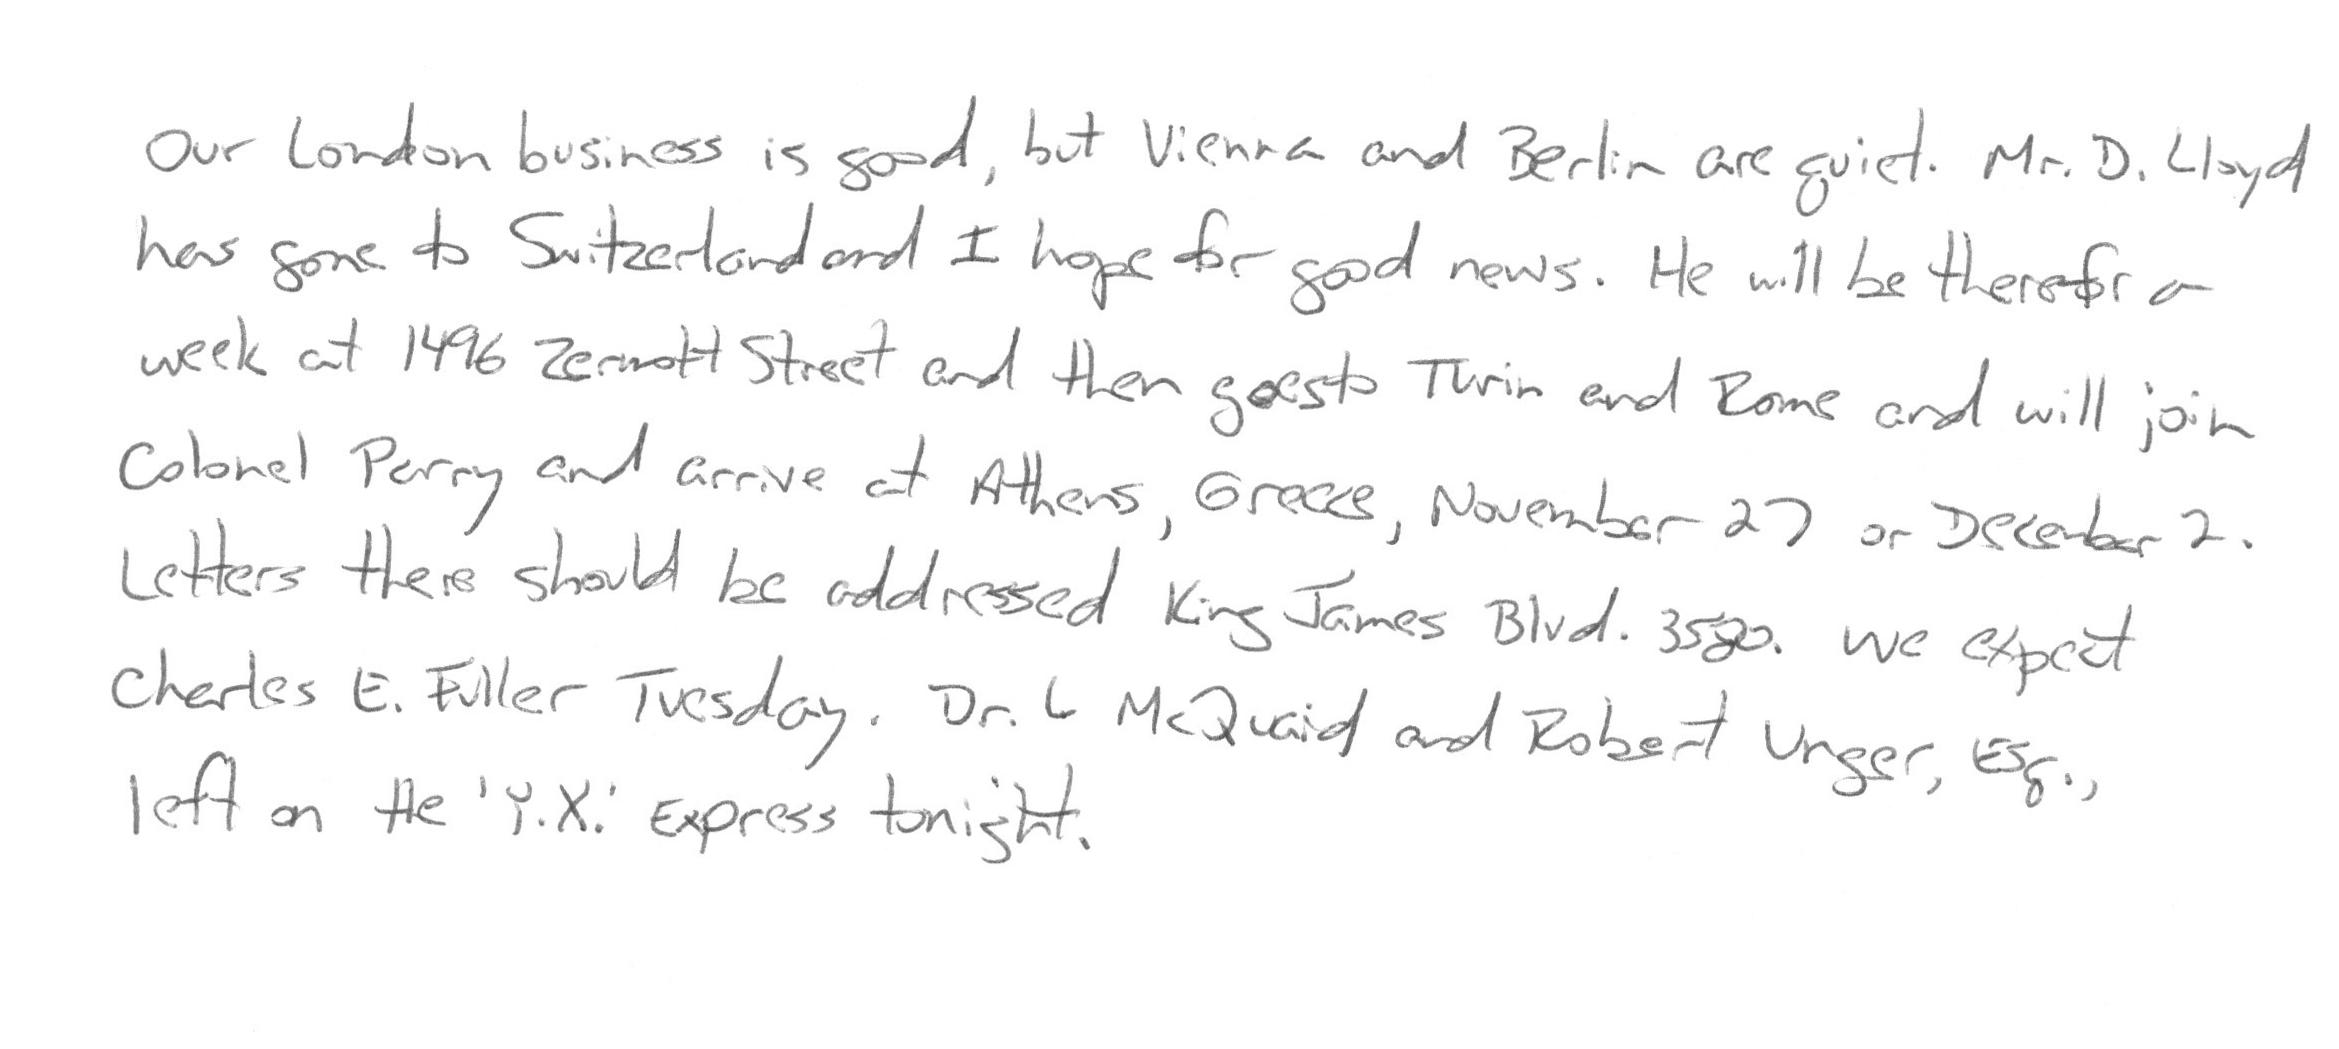 Our London business is good, but Vienna and Berlin are quiet. Mr. D. Lloyd
has gone to Switzerland and I hope for good news. He will be there for a
week at 1496 Zermott Street and then goes to Turin and Rome and will join
Colonel Parry and arrive at Athens, Greece, November 27 or December 2.
Letters there should be addressed King James Blvd. 3580. We expect
Charles E. Fuller Tuesday. Dr. L McQuaid and Robert Unger, Esq.,
left on the 'Y.X.' Express tonight.